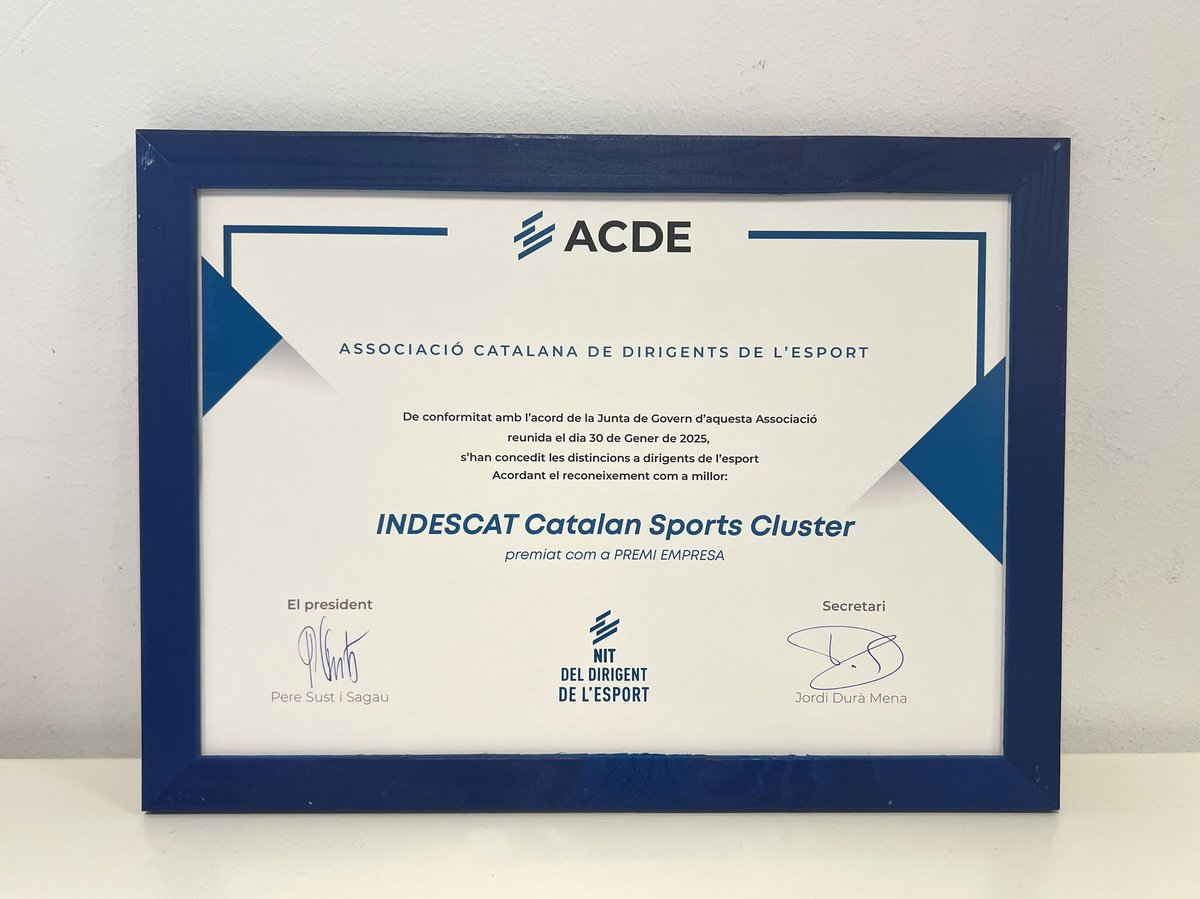 ACDE
ASSOCIACIÓ CATALANA DE DIRIGENTS DE L'ESPORT
De conformitat amb l'acord de la Junta de Govern d'aquesta Associació
reunida el dia 30 de Gener de 2025,
s'han concedit les distincions a dirigents de l'esport
Acordant el reconeixement com a millor:
INDESCAT Catalan Sports Cluster
premiat com a PREMI EMPRESA
El president
Pere Sust i Sagau
NIT
DEL DIRIGENT
DE L'ESPORT
Secretari
Jordi Durà Mena